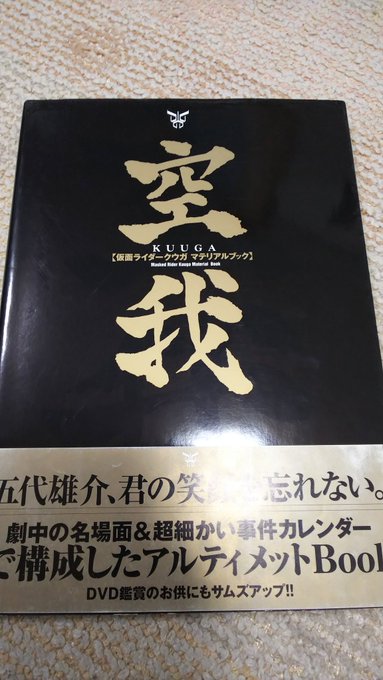 空
KUUGA
【仮面ライダークウガ マテリアルブック】
Masked Rider Kuuga Material Book
我
五代雄介、君の笑顔を忘れない。
劇中の名場面&超細かい事件カレンダー
で構成したアルティメットBook
DVD鑑賞のお供にもサムズアップ!!